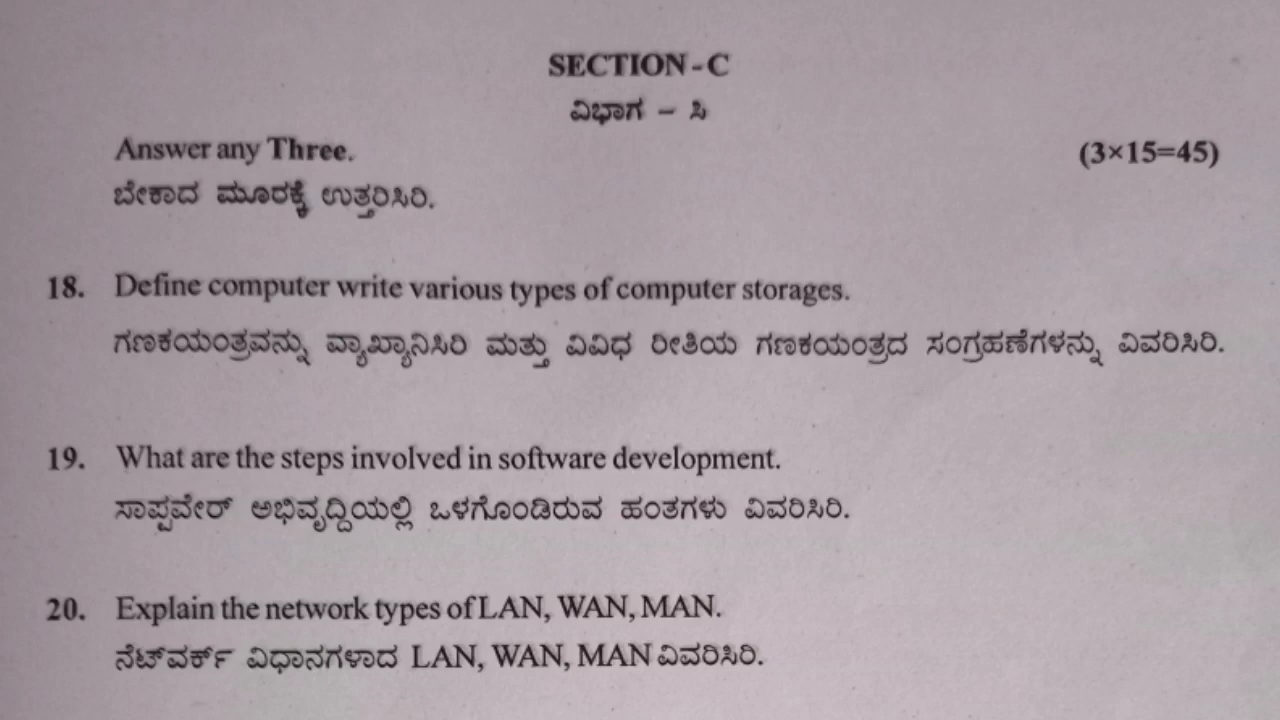 SECTION - C
ವಿಭಾಗ – ಸಿ
Answer any Three. (3×15=45)
ಬೇಕಾದ ಮೂರಕ್ಕೆ ಉತ್ತರಿಸಿರಿ.
18. Define computer write various types of computer storages.
ಗಣಕಯಂತ್ರವನ್ನು ವ್ಯಾಖ್ಯಾನಿಸಿರಿ ಮತ್ತು ವಿವಿಧ ರೀತಿಯ ಗಣಕಯಂತ್ರದ ಸಂಗ್ರಹಣೆಗಳನ್ನು ವಿವರಿಸಿರಿ.
19. What are the steps involved in software development.
ಸಾಪ್ಪವೇರ್ ಅಭಿವೃದ್ದಿಯಲ್ಲಿ ಒಳಗೊಂಡಿರುವ ಹಂತಗಳು ವಿವರಿಸಿರಿ.
20. Explain the network types of LAN, WAN, MAN.
ನೆಟ್‌ವರ್ಕ್ ವಿಧಾನಗಳಾದ LAN, WAN, MAN ವಿವರಿಸಿರಿ.